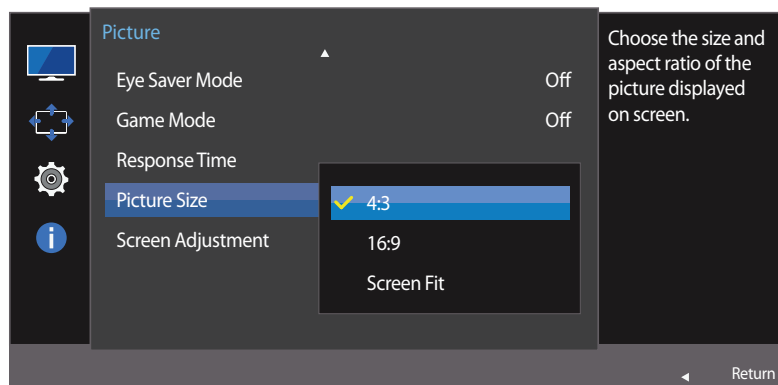 Picture
Eye Saver Mode Off
Game Mode Off
Response Time
Picture Size
Screen Adjustment
4:3
16:9
Screen Fit
Choose the size and
aspect ratio of the
picture displayed
on screen.
Return